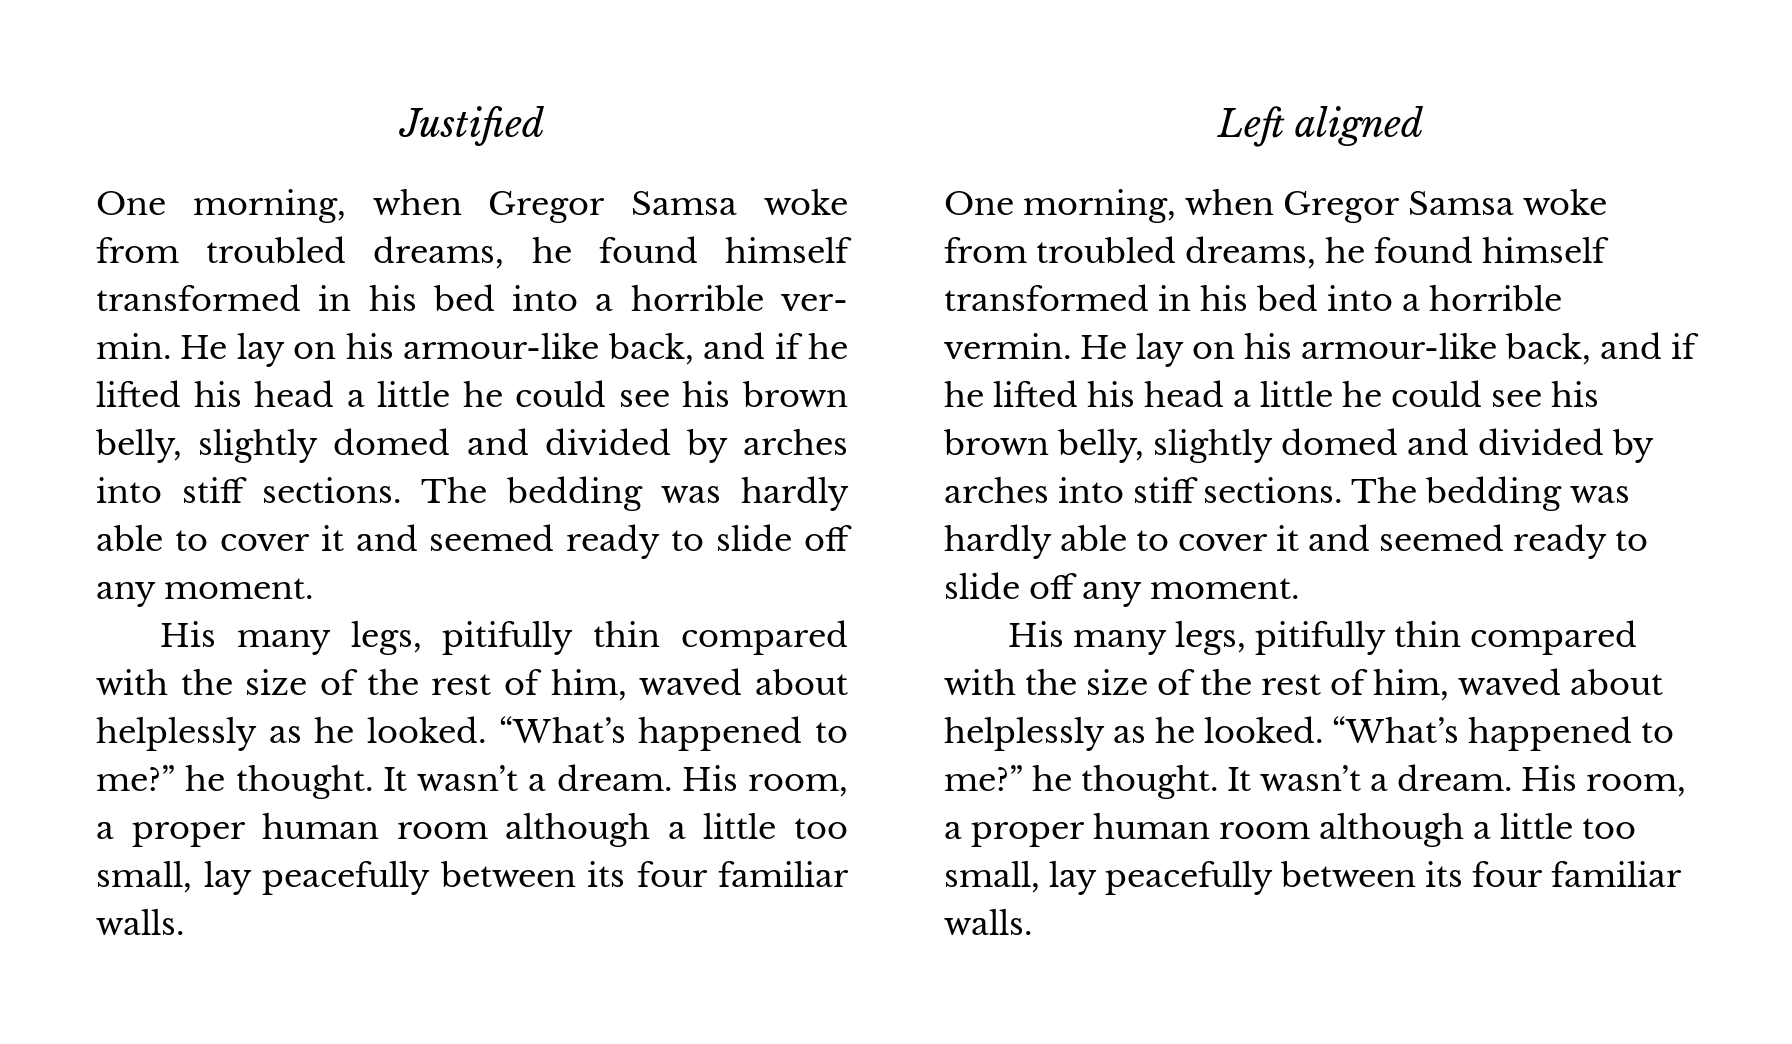 Justified
One morning, when Gregor Samsa woke
from troubled dreams, he found himself
transformed in his bed into a horrible ver-
min. He lay on his armour-like back, and if he
lifted his head a little he could see his brown
belly, slightly domed and divided by arches
into stiff sections. The bedding was hardly
able to cover it and seemed ready to slide off
any moment.
His many legs, pitifully thin compared
with the size of the rest of him, waved about
helplessly as he looked. “What’s happened to
me?” he thought. It wasn’t a dream. His room,
a proper human room although a little too
small, lay peacefully between its four familiar
walls.
Left aligned
One morning, when Gregor Samsa woke
from troubled dreams, he found himself
transformed in his bed into a horrible
vermin. He lay on his armour-like back, and if
he lifted his head a little he could see his
brown belly, slightly domed and divided by
arches into stiff sections. The bedding was
hardly able to cover it and seemed ready to
slide off any moment.
His many legs, pitifully thin compared
with the size of the rest of him, waved about
helplessly as he looked. “What’s happened to
me?” he thought. It wasn’t a dream. His room,
a proper human room although a little too
small, lay peacefully between its four familiar
walls.